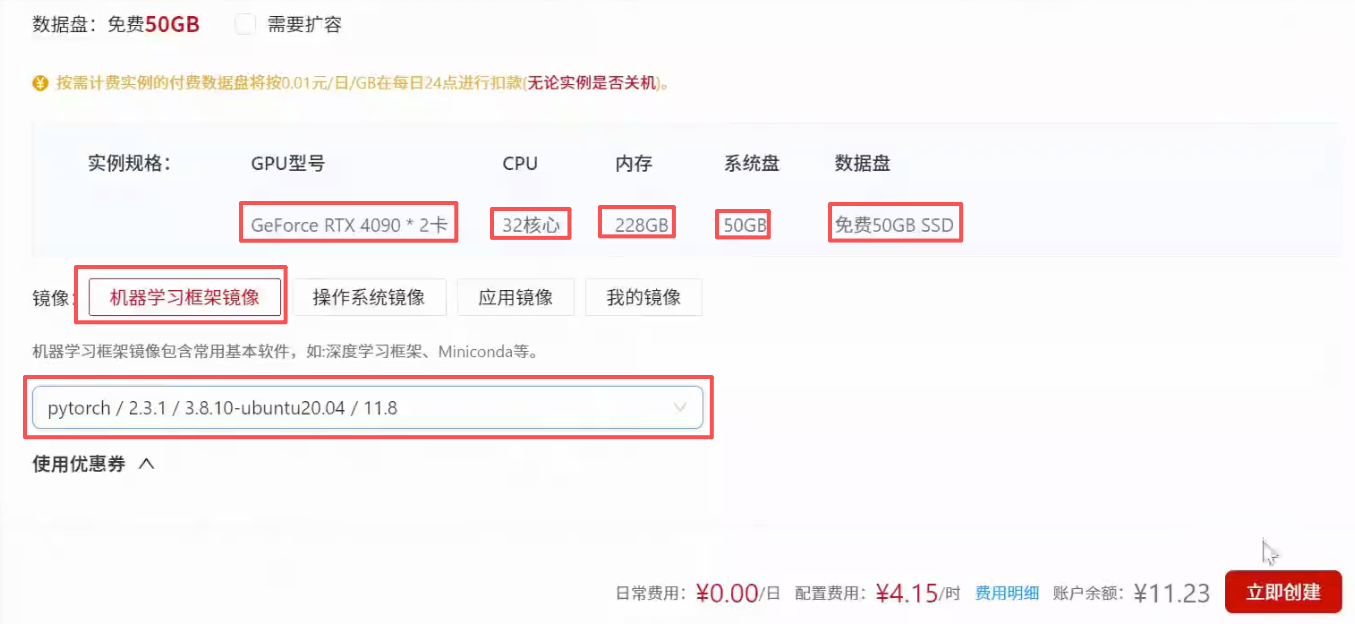 数据盘：免费50GB 需要扩容
按需计费实例的付费数据盘将按0.01元/日/GB在每日24点进行扣款(无论实例是否关机)。
实例规格： GPU型号 CPU 内存 系统盘 数据盘
GeForce RTX 4090 * 2卡 32核心 228GB 50GB 免费50GB SSD
镜像： 机器学习框架镜像 操作系统镜像 应用镜像 我的镜像
机器学习框架镜像包含常用基本软件，如:深度学习框架、Miniconda等。
pytorch / 2.3.1 / 3.8.10-ubuntu20.04 / 11.8
使用优惠券
日常费用：¥0.00/日 配置费用：¥4.15/时 费用明细 账户余额：¥11.23 立即创建